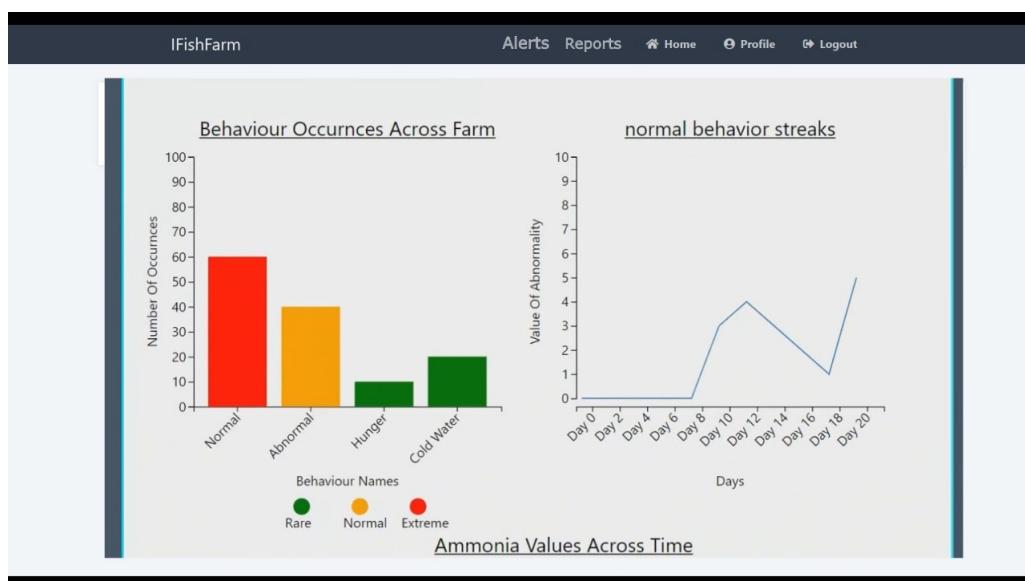 IFishFarm
Alerts Reports Home Profile Logout
Behaviour Occurnces Across Farm
100
90
80
70
60
50
40
30
20
10
0
Number Of Occurnces
Normal
Abnormal
Hunger
Cold Water
Behaviour Names
Rare Normal Extreme
normal behavior streaks
10
9
8
7
6
5
4
3
2
1
0
Value Of Abnormality
Day 0
Day 2
Day 4
Day 6
Day 8
Day 10
Day 12
Day 14
Day 16
Day 18
Day 20
Days
Ammonia Values Across Time